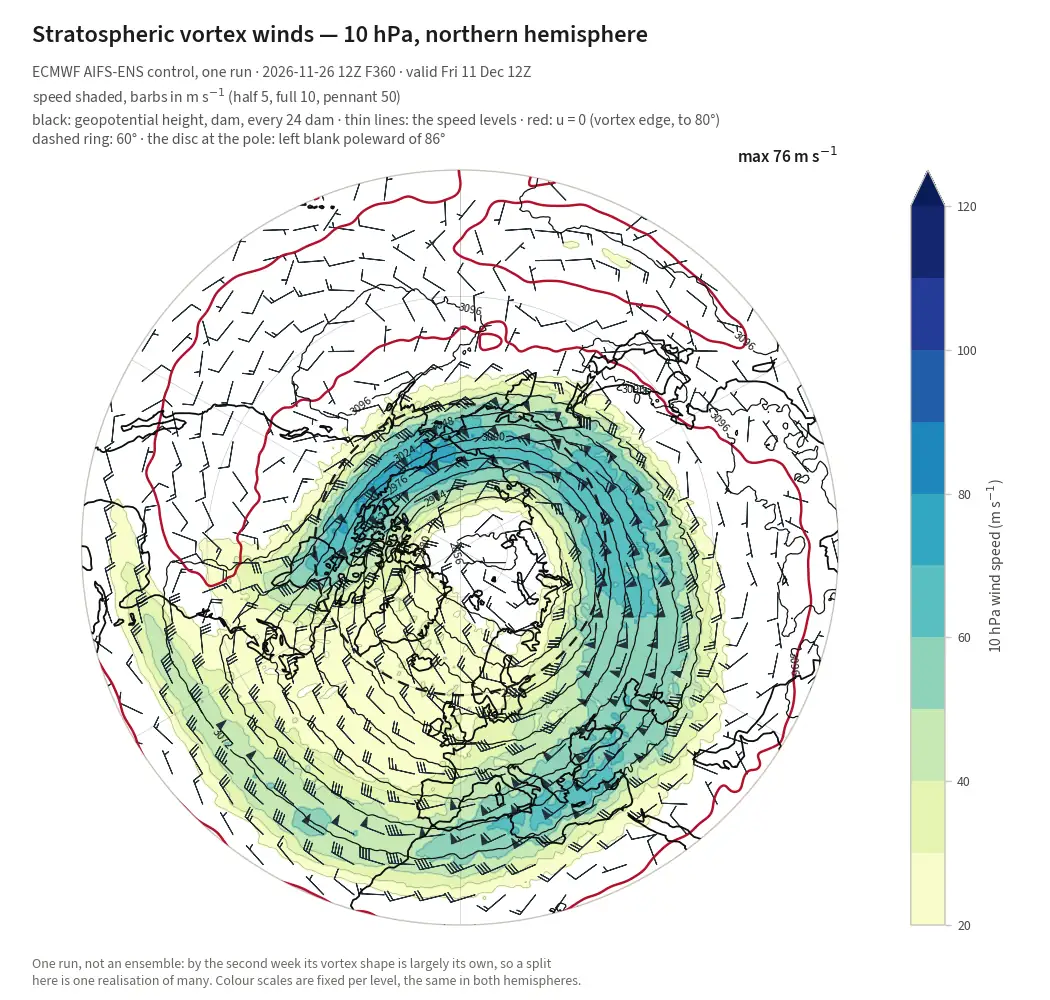 Stratospheric vortex winds — 10 hPa, northern hemisphere
ECMWF AIFS-ENS control, one run · 2026-11-26 12Z F360 · valid Fri 11 Dec 12Z
speed shaded, barbs in m s⁻¹ (half 5, full 10, pennant 50)
black: geopotential height, dam, every 24 dam · thin lines: the speed levels · red: u = 0 (vortex edge, to 80°)
dashed ring: 60° · the disc at the pole: left blank poleward of 86°
max 76 m s⁻¹
120
100
80
60
40
20
10 hPa wind speed (m s⁻¹)
3096
3096
3096
3096
3024
3072
One run, not an ensemble: by the second week its vortex shape is largely its own, so a split
here is one realisation of many. Colour scales are fixed per level, the same in both hemispheres.